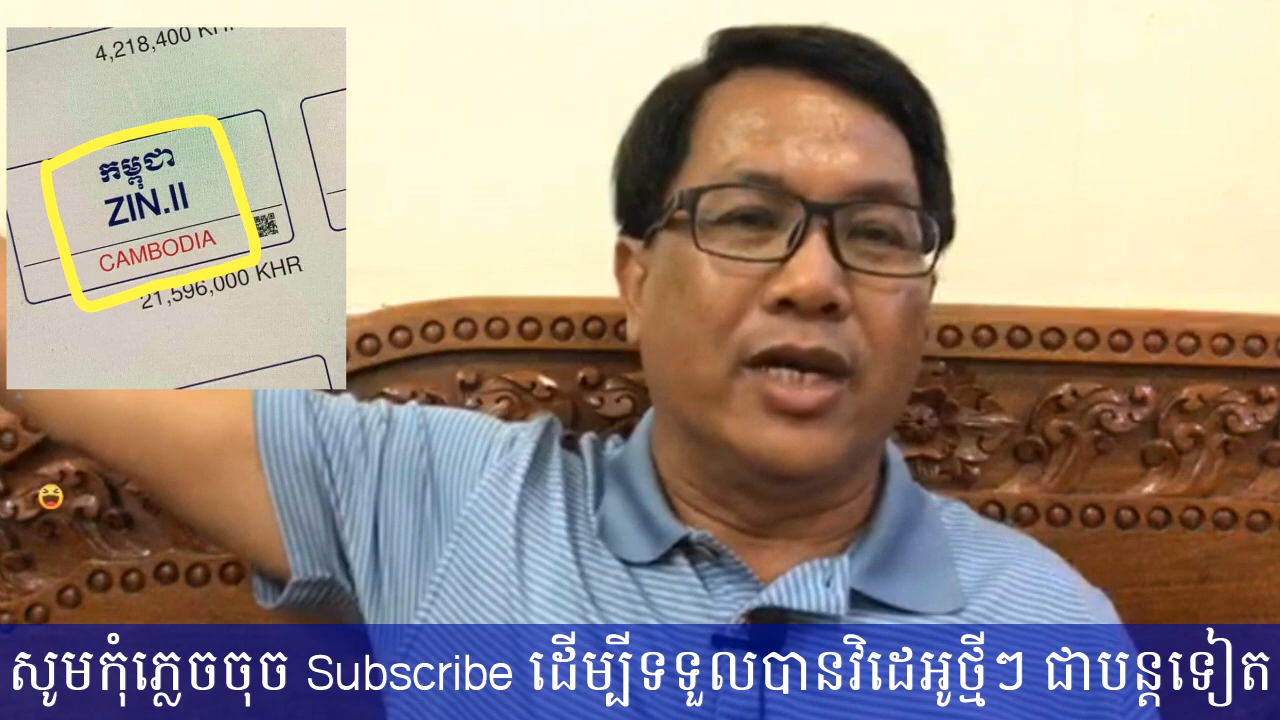 4,218,400 KHR
កម្ពុជា
ZIN.II
CAMBODIA
21,596,000 KHR
សូមកុំភ្លេចចុច Subscribe ដើម្បីទទួលបានវិដេអូថ្មីៗ ជាបន្តទៀត